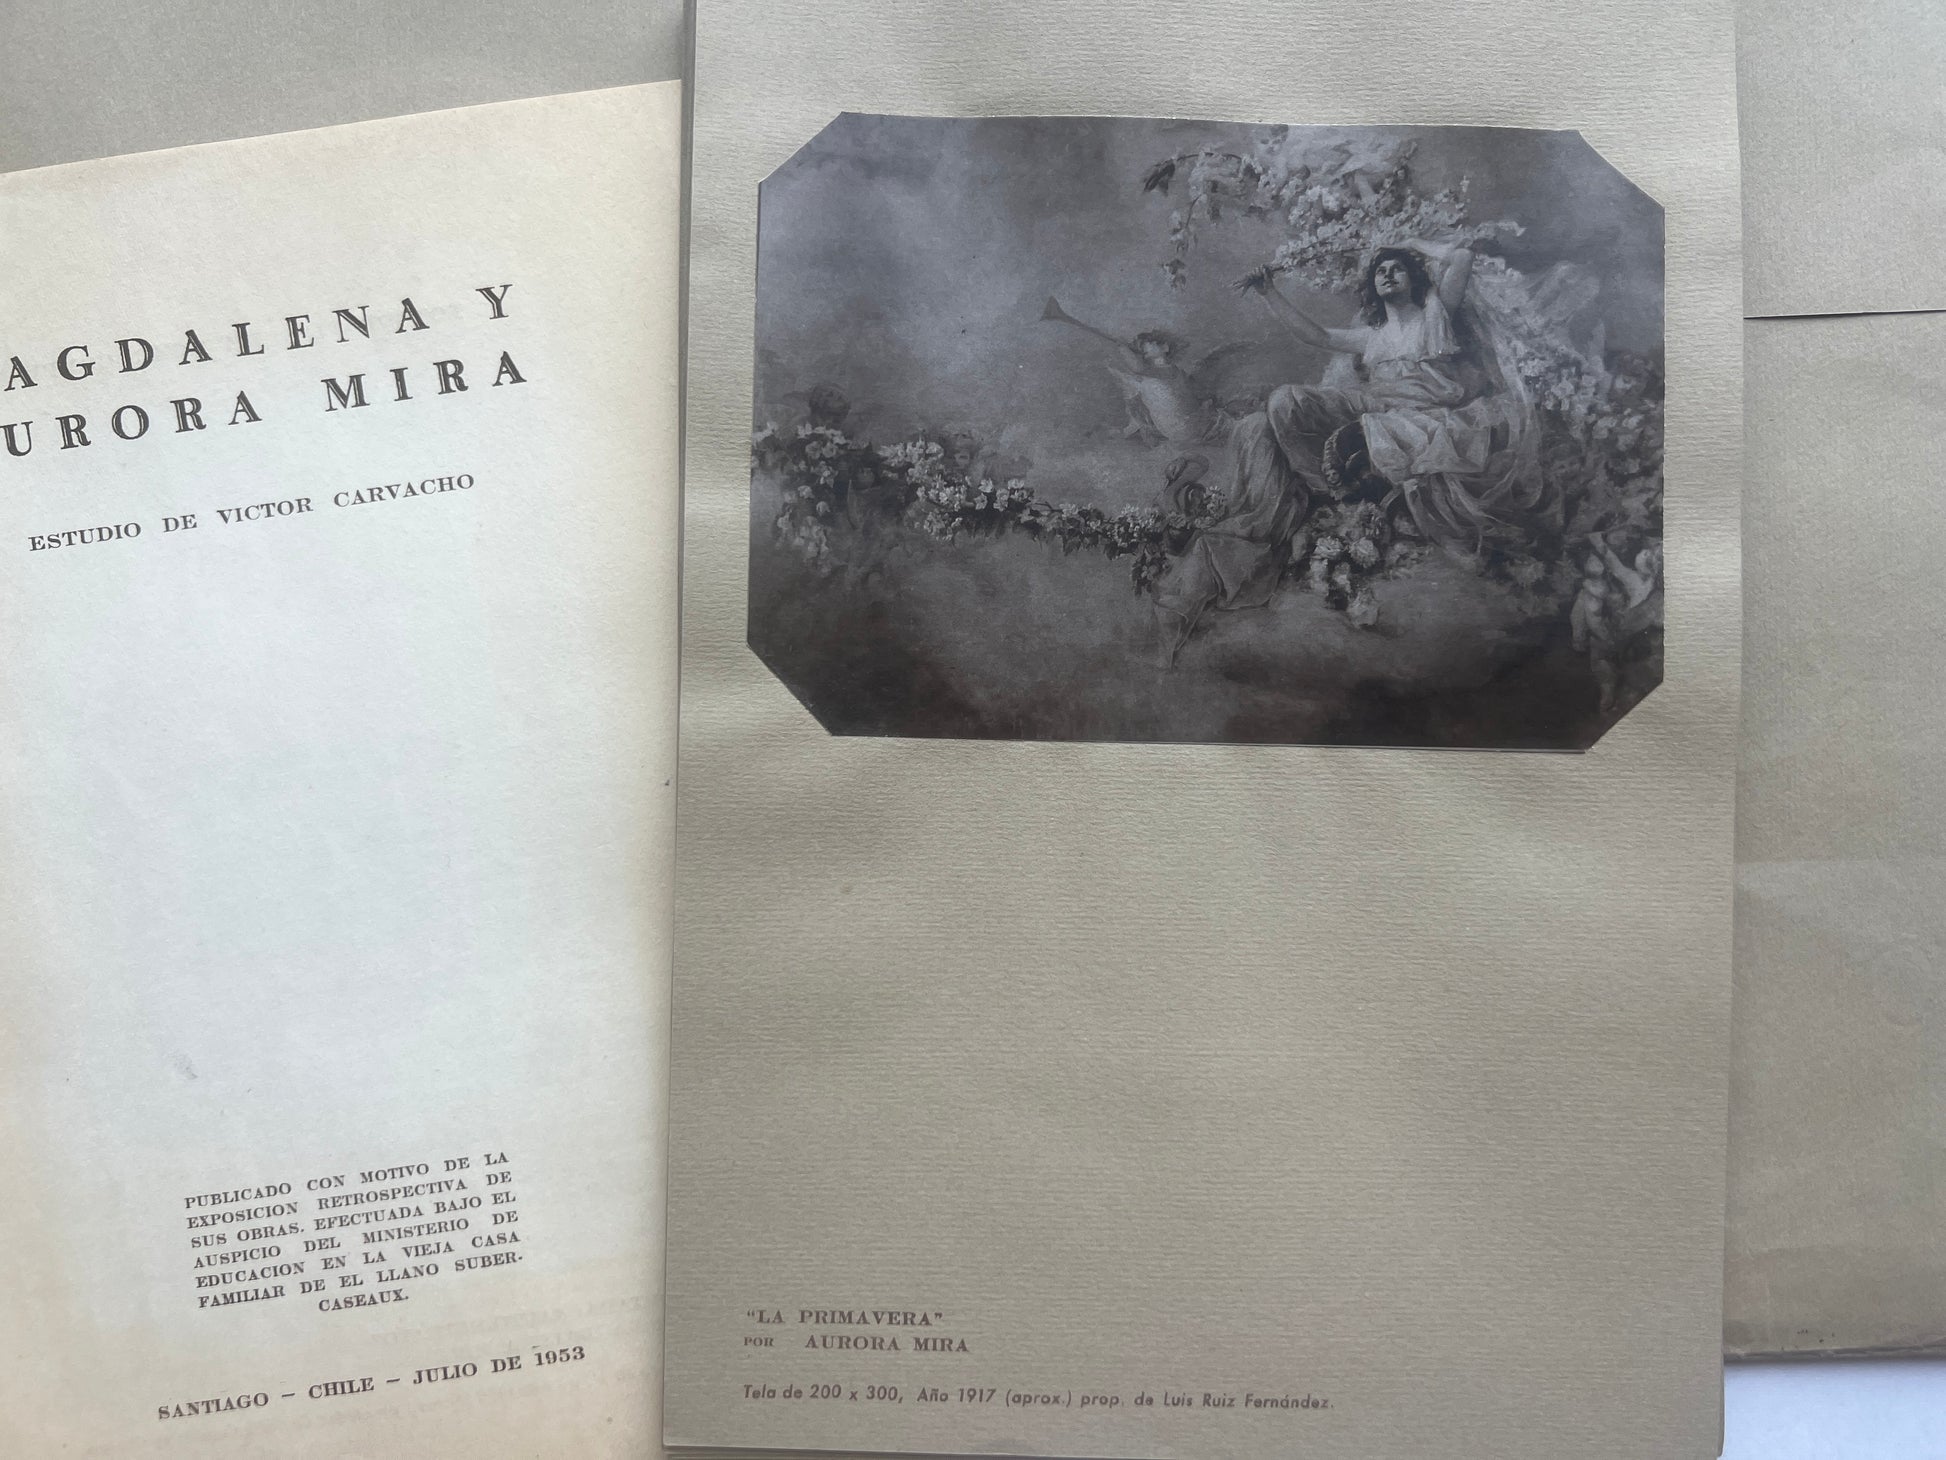 AGDALENA Y
URORA MIRA
ESTUDIO DE VICTOR CARVACHO
PUBLICADO CON MOTIVO DE LA
EXPOSICION RETROSPECTIVA DE
SUS OBRAS. EFECTUADA BAJO EL
AUSPICIO DEL MINISTERIO DE
EDUCACION EN LA VIEJA CASA
FAMILIAR DE EL LLANO SUBER-
CASEAUX.
SANTIAGO – CHILE – JULIO DE 1953
“LA PRIMAVERA”
POR AURORA MIRA
Tela de 200 x 300, Año 1917 (aprox.) prop. de Luis Ruiz Fernández.